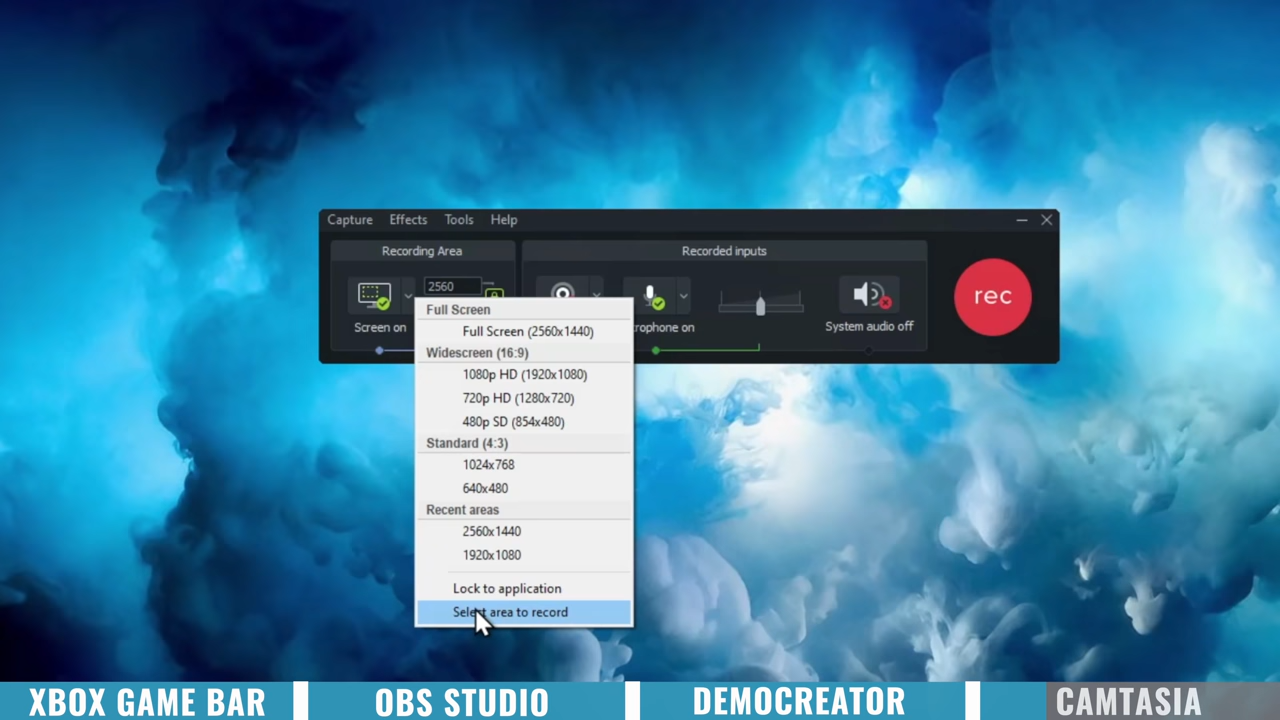 Capture Effects Tools Help
Recording Area
Recorded inputs
2560
rec
Screen on
System audio off
Full Screen
Full Screen (2560x1440)
Widescreen (16:9)
1080p HD (1920x1080)
720p HD (1280x720)
480p SD (854x480)
Standard (4:3)
1024x768
640x480
Recent areas
2560x1440
1920x1080
Lock to application
Select area to record
rophone on
XBOX GAME BAR
OBS STUDIO
DEMOCREATOR
CAMTASIA